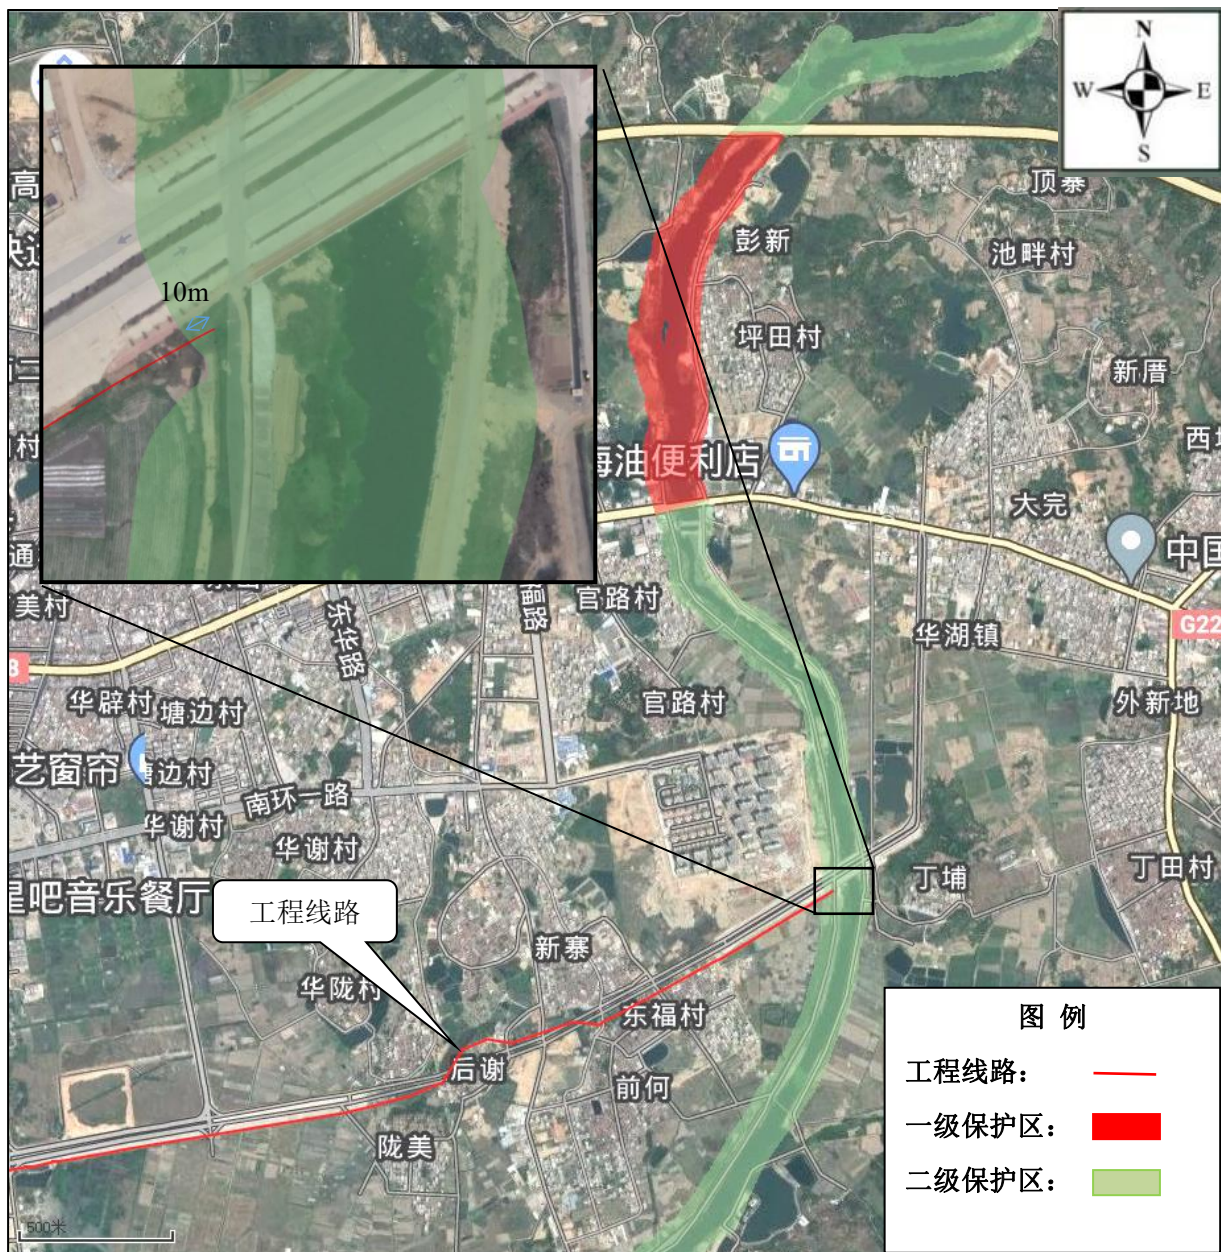 N
W
E
S
顶寨
高
彭新
池畔村
10m
坪田村
新厝
海油便利店
西
大完
中国
通
美村
官路村
福路
东华路
华湖镇
G22
8
华辟村
塘边村
官路村
外新地
艺窗帘
塘边村
南环一路
华谢村
华谢村
丁埔
丁田村
星吧音乐餐厅
工程线路
新寨
华陇村
东福村
后谢
前何
陇美
图 例
工程线路：
一级保护区：
二级保护区：
500米